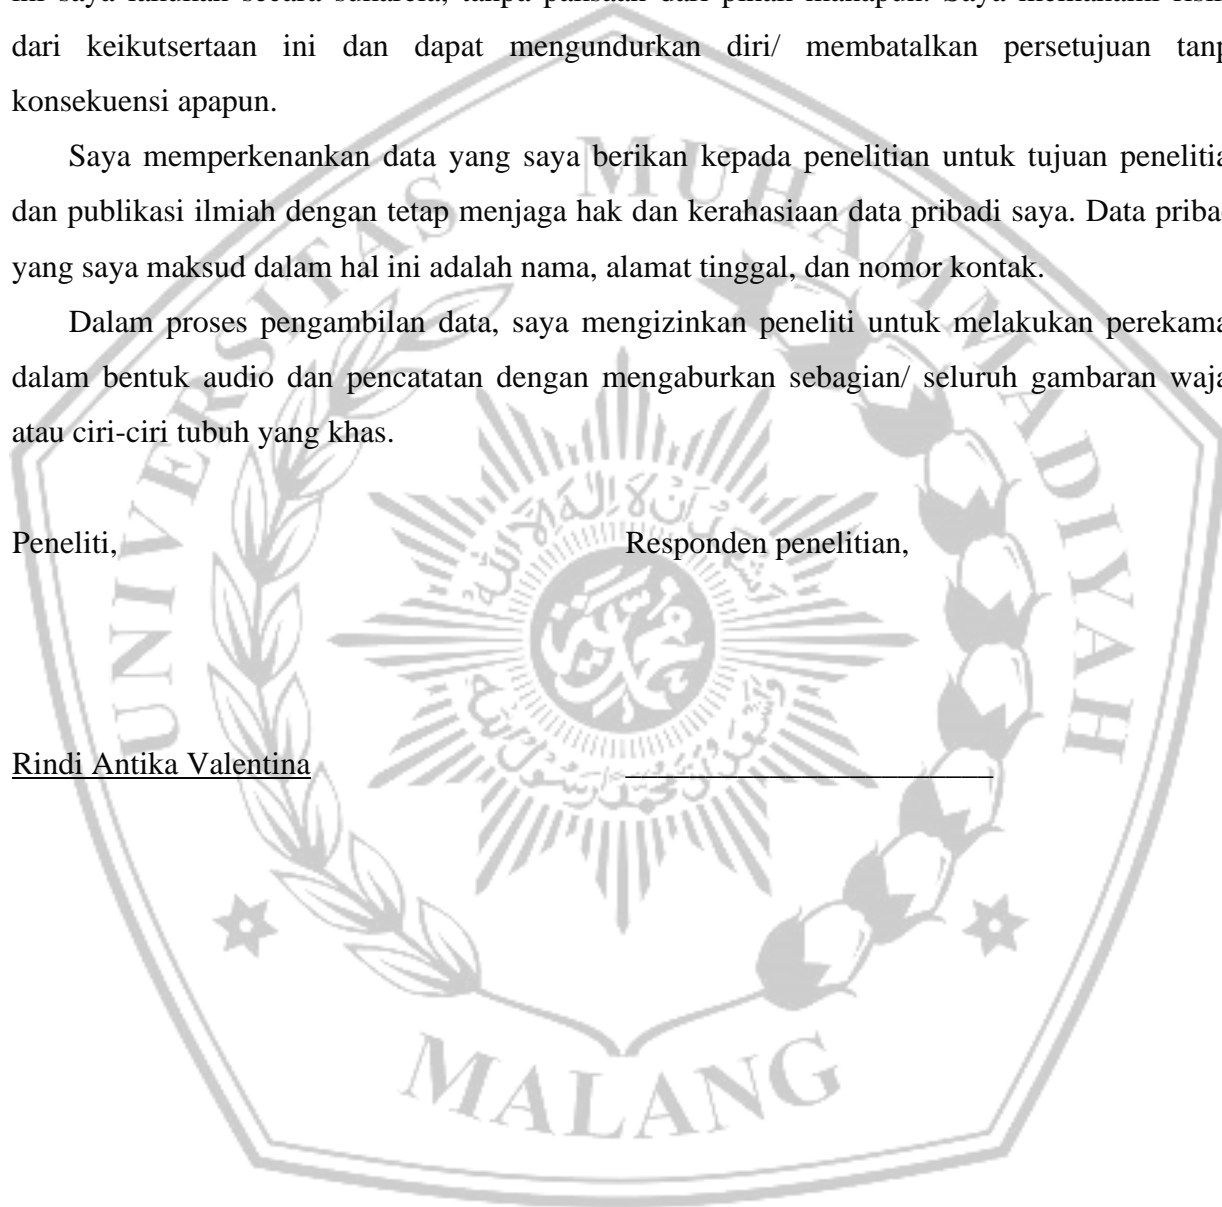 dari keikutsertaan ini dan dapat mengundurkan diri/ membatalkan persetujuan tanp
konsekuensi apapun.
Saya memperkenankan data yang saya berikan kepada penelitian untuk tujuan penelitia
dan publikasi ilmiah dengan tetap menjaga hak dan kerahasiaan data pribadi saya. Data priba
yang saya maksud dalam hal ini adalah nama, alamat tinggal, dan nomor kontak.
Dalam proses pengambilan data, saya mengizinkan peneliti untuk melakukan perekama
dalam bentuk audio dan pencatatan dengan mengaburkan sebagian/ seluruh gambaran waja
atau ciri-ciri tubuh yang khas.
Peneliti, Responden penelitian,
Rindi Antika Valentina
UNIVERSITAS MUHAMMADIYAH
MALANG